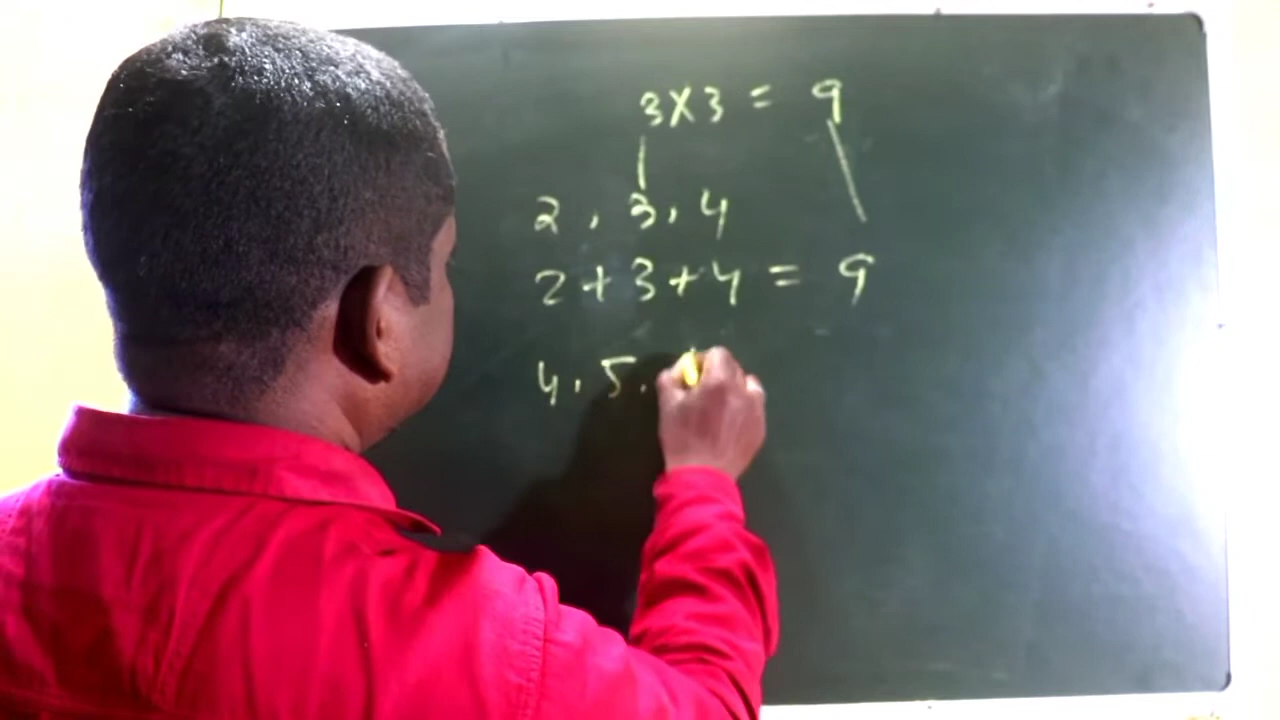 3x3 = 9
2, 3, 4
2+3+4 = 9
4, 5,